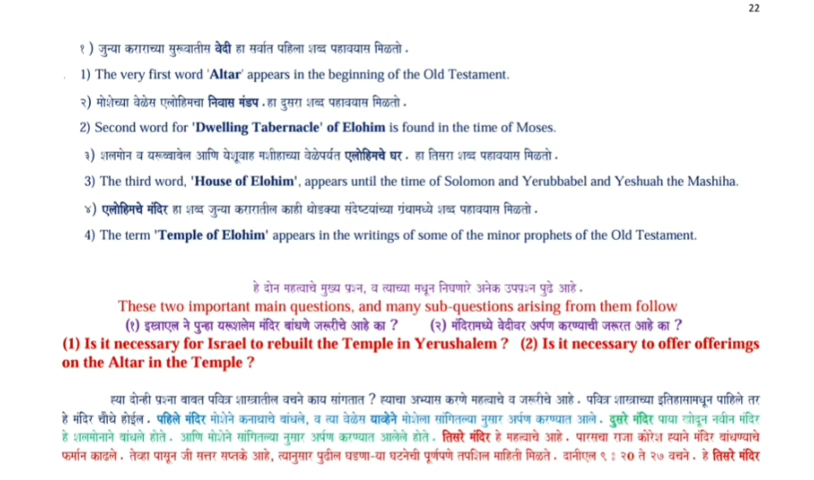 22
१) जुन्या कराराच्या सुरूवातीस वेदी हा सर्वात पहिला शब्द पहावयास मिळतो.
1) The very first word 'Altar' appears in the beginning of the Old Testament.
२) मोशेच्या वेळेस एलोहिमचा निवास मंडप.हा दुसरा शब्द पहावयास मिळतो.
2) Second word for 'Dwelling Tabernacle' of Elohim is found in the time of Moses.
३) शलमोन व यरूब्बाबेल आणि येशूवाह मशीहाच्या वेळेपर्यत एलोहिमचे घर. हा तिसरा शब्द पहावयास मिळतो.
3) The third word, 'House of Elohim', appears until the time of Solomon and Yerubbabel and Yeshuah the Mashiha.
४) एलोहिमचे मंदिर हा शब्द जुन्या करारातील काही थोडक्या संदेष्टयांच्या ग्रंथामध्ये शब्द पहावयास मिळतो.
4) The term 'Temple of Elohim' appears in the writings of some of the minor prophets of the Old Testament.
हे दोन महत्वाचे मुख्य प्रश्न, व त्याच्या मधून निघणारे अनेक उपप्रश्न पुढे आहे.
These two important main questions, and many sub-questions arising from them follow
(१) इस्त्राएल ने पुन्हा यरूशलेम मंदिर बांधणे जरूरीचे आहे का ? (२) मंदिरामध्ये वेदीवर अर्पण करण्याची जरूरत आहे का ?
(1) Is it necessary for Israel to rebuilt the Temple in Yerushalem ? (2) Is it necessary to offer offerimgs
on the Altar in the Temple ?
ह्या दोन्ही प्रश्ना बाबत पवित्र शास्त्रातील वचने काय सांगतात ? ह्याचा अभ्यास करणे महत्वाचे व जरूरीचे आहे. पवित्र शास्त्राच्या इतिहासामधून पाहिले तर
हे मंदिर चौथे होईल. पहिले मंदिर मोशेने कनाथाचे बांधले, व त्या वेळेस याव्हेने मोशेला सांगितल्या नुसार अर्पण करण्यात आले. दुसरे मंदिर पाया खोदून नवीन मंदिर
हे शलमोनाने बांधले होते. आणि मोशेने सांगितल्या नुसार अर्पण करण्यात आलेले होते. तिसरे मंदिर हे महत्वाचे आहे. पारसचा राजा कोरेश ह्याने मंदिर बांधण्याचे
फर्मान काढले. तेव्हा पासून जी सत्तर सप्तके आहे, त्यानुसार पुढील घडणा-या घटनेची पूर्णपणे तपशिल माहिती मिळते. दानीएल ९ : २० ते २७ वचने. हे तिसरे मंदिर